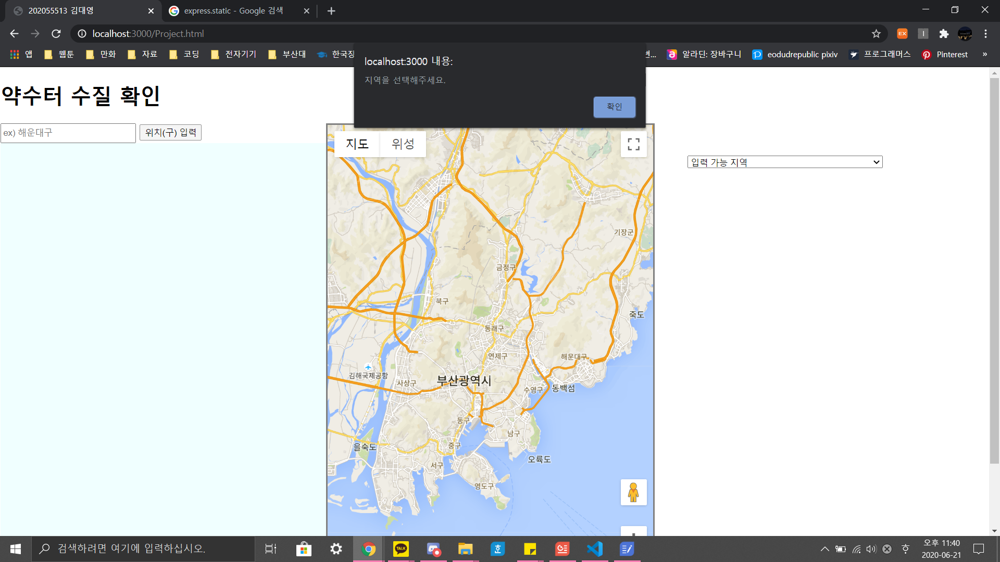 202055513 김대영
express.static - Google 검색
localhost:3000/Project.html
EX
앱
웹툰
만화
자료
코딩
전자기기
부산대
알라딘: 장바구니
eodudrepublic pixiv
프로그래머스
Pinterest
»
localhost:3000 내용:
지역을 선택해주세요.
확인
약수터 수질 확인
ex) 해운대구
위치(구) 입력
지도
위성
입력 가능 지역
기장군
금정구
북구
죽도
동래구
연제구
해운대구
김해국제공항
사상구
부산광역시
수영구
동백섬
동구
남구
을숙도
중구
오륙도
서구
영도구
검색하려면 여기에 입력하십시오.
TALK
오후 11:40
2020-06-21